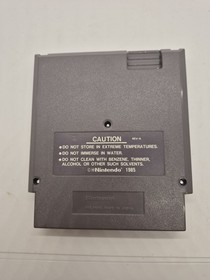 CAUTION
★DO NOT STORE IN EXTREME TEMPERATURES.
★DO NOT IMMERSE IN WATER.
★DO NOT CLEAN WITH BENZENE, THINNER,
ALCOHOL OR OTHER SUCH SOLVENTS.
©Nintendo® 1985